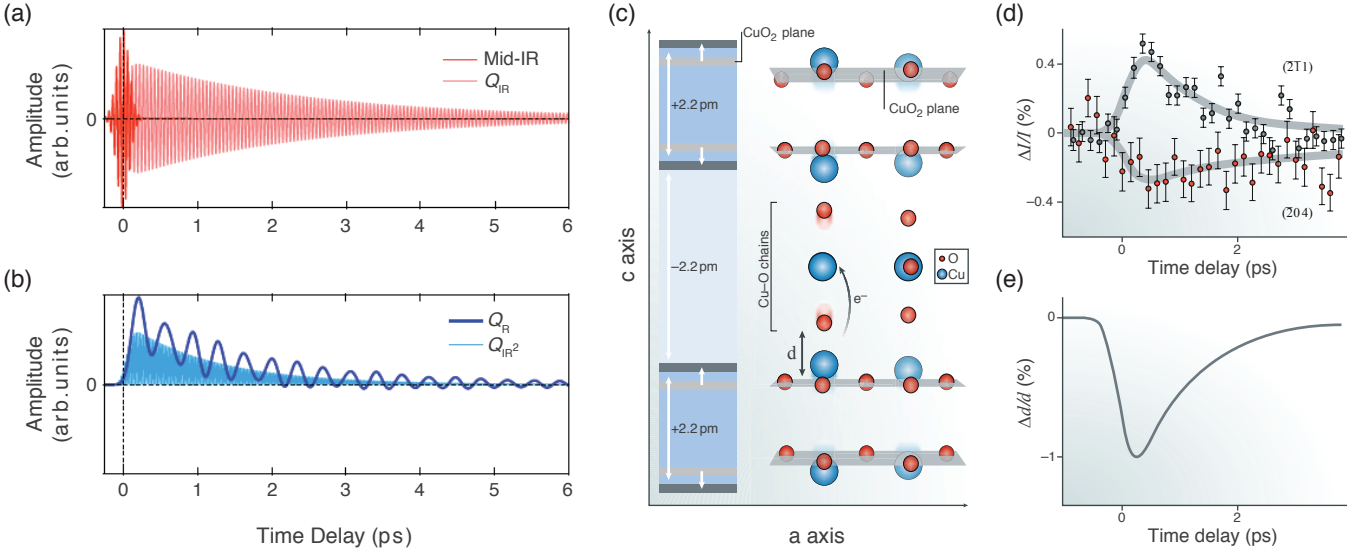 (a)
Amplitude
(arb.units)
0
Mid-IR
Q_IR
0 1 2 3 4 5 6
(b)
Amplitude
(arb.units)
0
Q_R
Q_IR²
0 1 2 3 4 5 6
Time Delay (ps)
(c)
c axis
CuO₂ plane
+2.2 pm
−2.2 pm
+2.2 pm
CuO₂ plane
Cu–O chains
e⁻
d
O
Cu
a axis
(d)
ΔI/I (%)
0.4
0
−0.4
(2̄1̄1)
(2̄04)
0 2
Time delay (ps)
(e)
Δd/d (%)
0
−1
0 2
Time delay (ps)